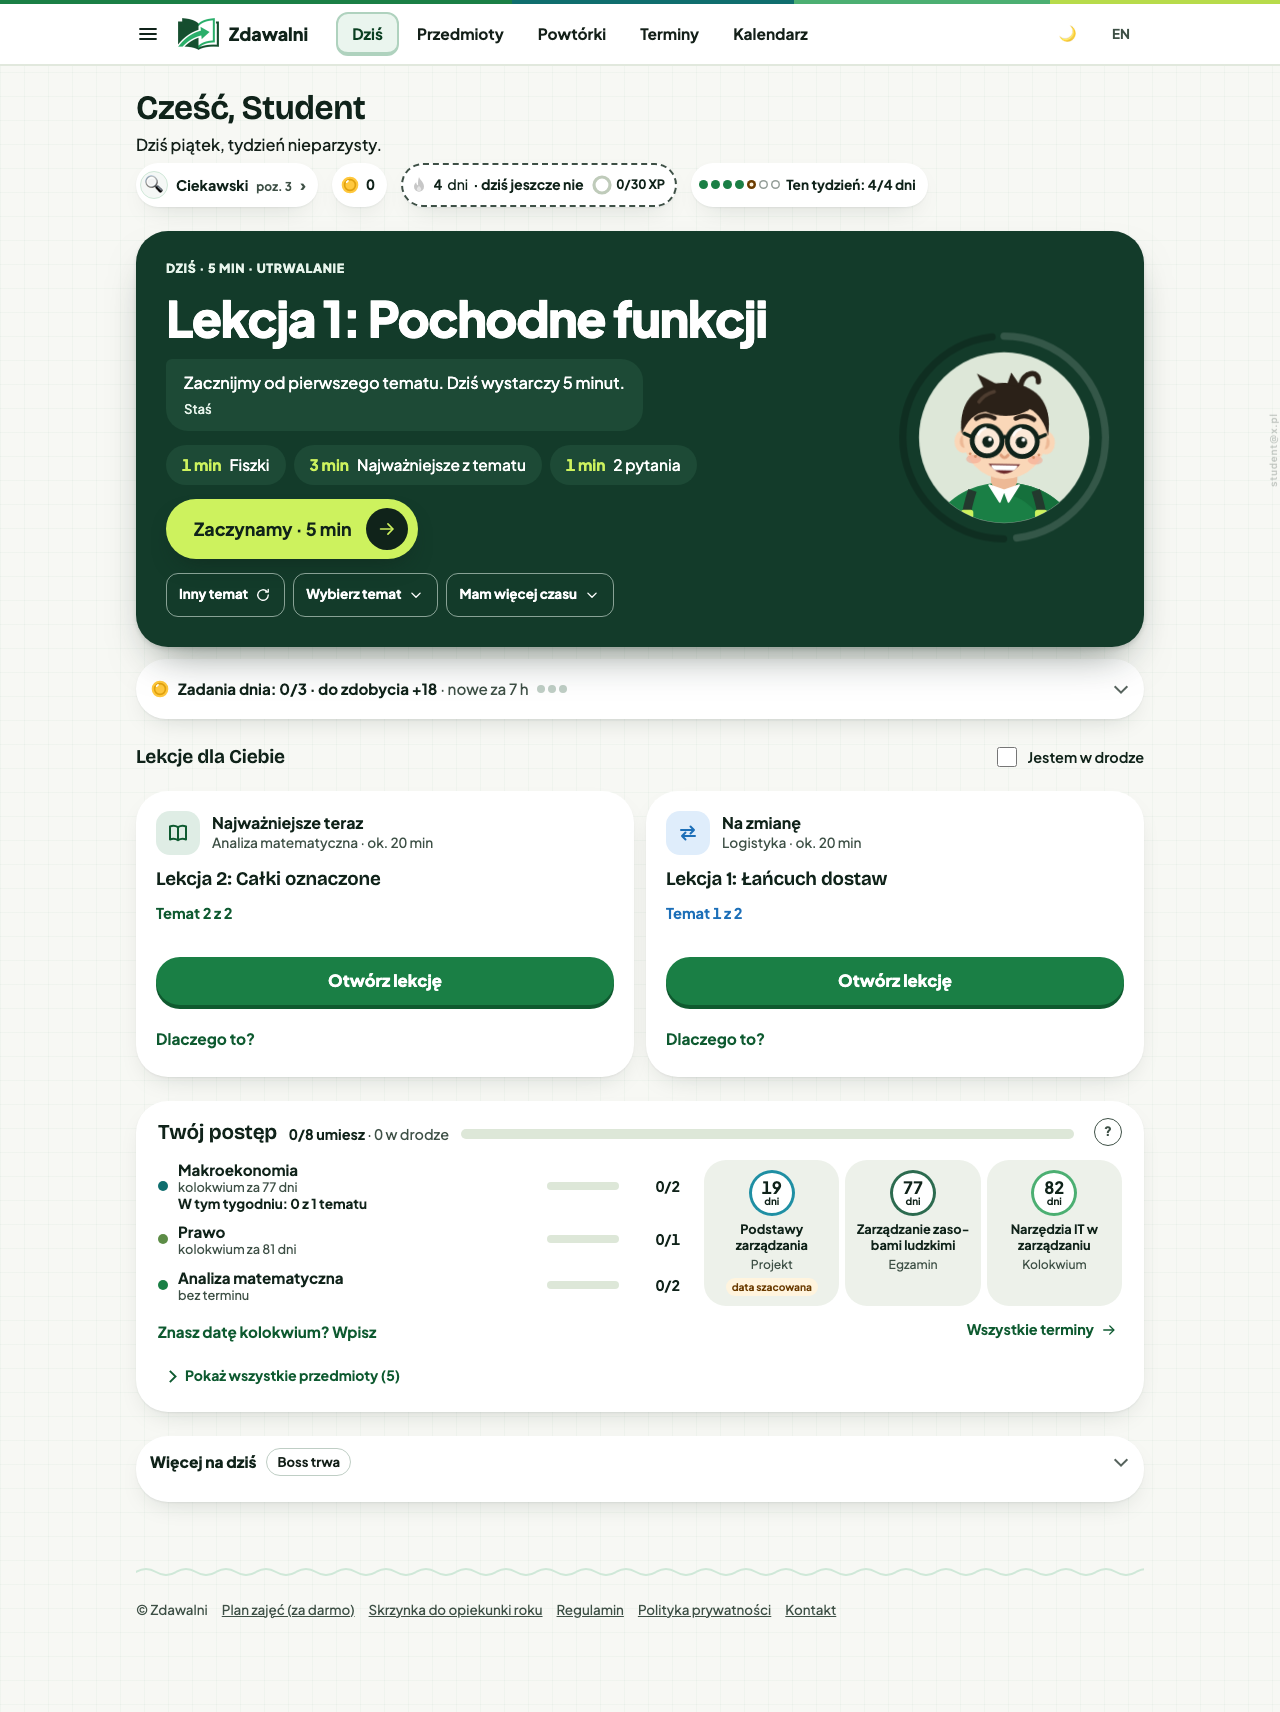 Zdawalni
Dziś
Przedmioty
Powtórki
Terminy
Kalendarz
EN
Cześć, Student
Dziś piątek, tydzień nieparzysty.
Ciekawski poz. 3 ›
0
4 dni · dziś jeszcze nie 0/30 XP
Ten tydzień: 4/4 dni
DZIŚ · 5 MIN · UTRWALANIE
Lekcja 1: Pochodne funkcji
Zacznijmy od pierwszego tematu. Dziś wystarczy 5 minut.
Staś
1 min Fiszki
3 min Najważniejsze z tematu
1 min 2 pytania
Zaczynamy · 5 min
Inny temat
Wybierz temat
Mam więcej czasu
student@x.pl
Zadania dnia: 0/3 · do zdobycia +18 · nowe za 7 h
Lekcje dla Ciebie
Jestem w drodze
Najważniejsze teraz
Analiza matematyczna · ok. 20 min
Lekcja 2: Całki oznaczone
Temat 2 z 2
Otwórz lekcję
Dlaczego to?
Na zmianę
Logistyka · ok. 20 min
Lekcja 1: Łańcuch dostaw
Temat 1 z 2
Otwórz lekcję
Dlaczego to?
Twój postęp 0/8 umiesz · 0 w drodze
?
Makroekonomia
kolokwium za 77 dni
W tym tygodniu: 0 z 1 tematu
0/2
Prawo
kolokwium za 81 dni
0/1
Analiza matematyczna
bez terminu
0/2
Znasz datę kolokwium? Wpisz
Pokaż wszystkie przedmioty (5)
19
dni
Podstawy
zarządzania
Projekt
data szacowana
77
dni
Zarządzanie zaso-
bami ludzkimi
Egzamin
82
dni
Narzędzia IT w
zarządzaniu
Kolokwium
Wszystkie terminy
Więcej na dziś
Boss trwa
© Zdawalni Plan zajęć (za darmo) Skrzynka do opiekunki roku Regulamin Polityka prywatności Kontakt